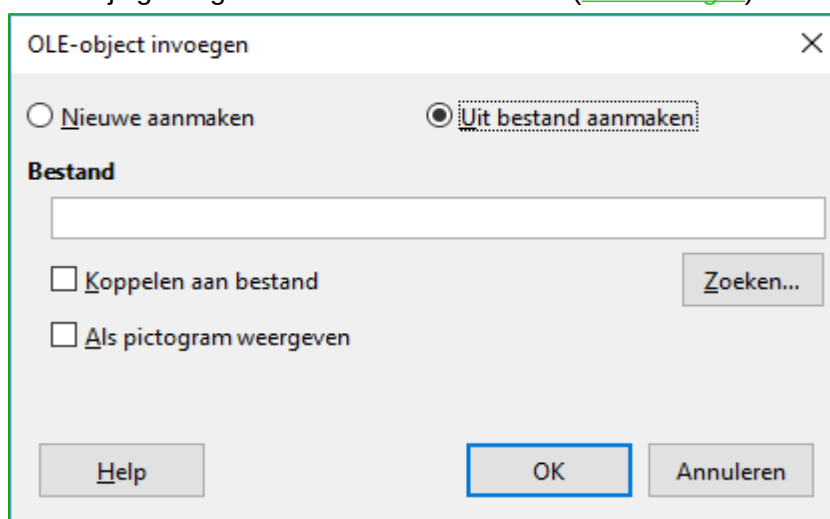 OLE-object invoegen
Nieuwe aanmaken
Uit bestand aanmaken
Bestand
Koppelen aan bestand
Zoeken...
Als pictogram weergeven
Help
OK
Annuleren